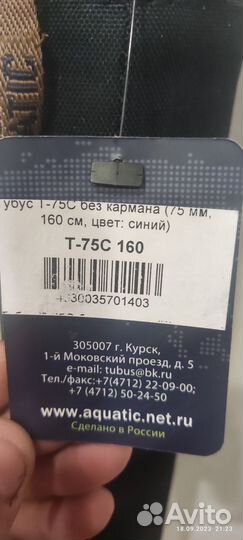 AQUATIC
убус Т-75С без кармана (75 мм,
160 см, цвет: синий)
Т-75С 160
30035701403
305007 г. Курск,
1-й Моковский проезд, д. 5
e-mail: tubus@bk.ru
Тел./факс:+7(4712) 22-09-00;
+7 (4712) 50-24-50
www.aquatic.net.ru
Сделано в России
Avito
18.09.2023 21:23